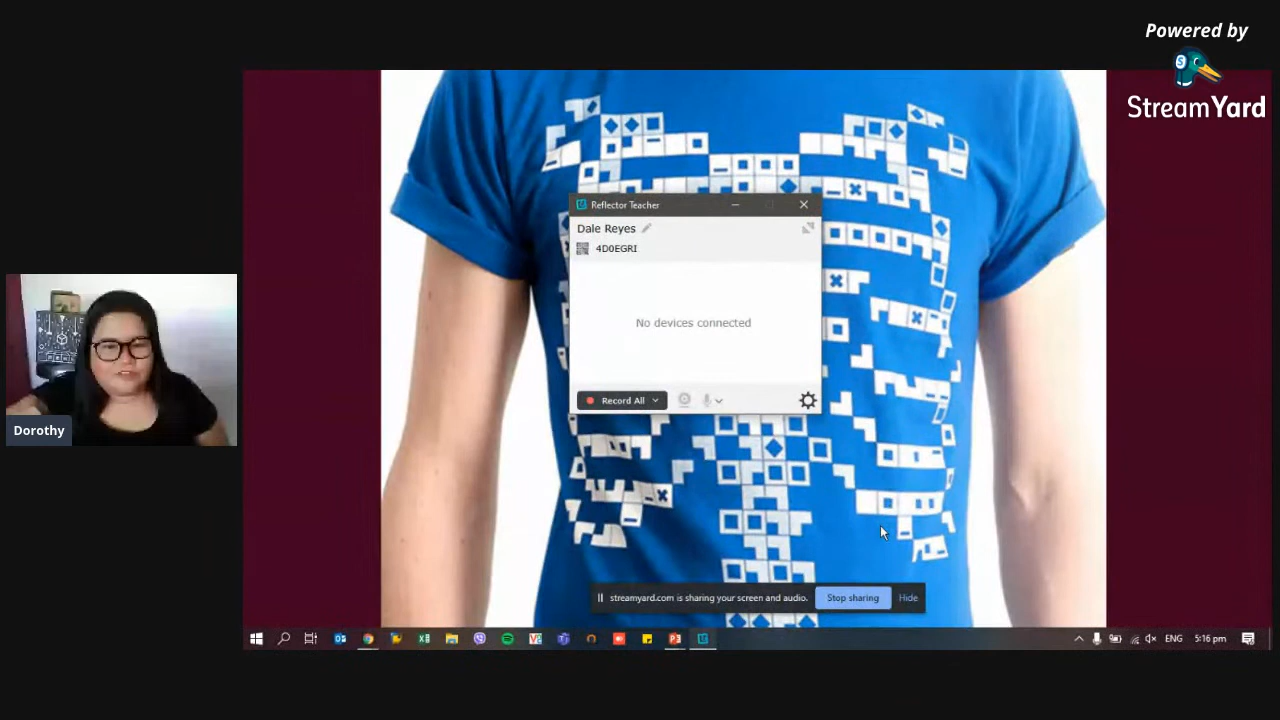 Powered by
StreamYard
Reflector Teacher
Dale Reyes
4D0EGRI
No devices connected
Record All
Dorothy
streamyard.com is sharing your screen and audio.
Stop sharing
Hide
ENG
5:16 pm